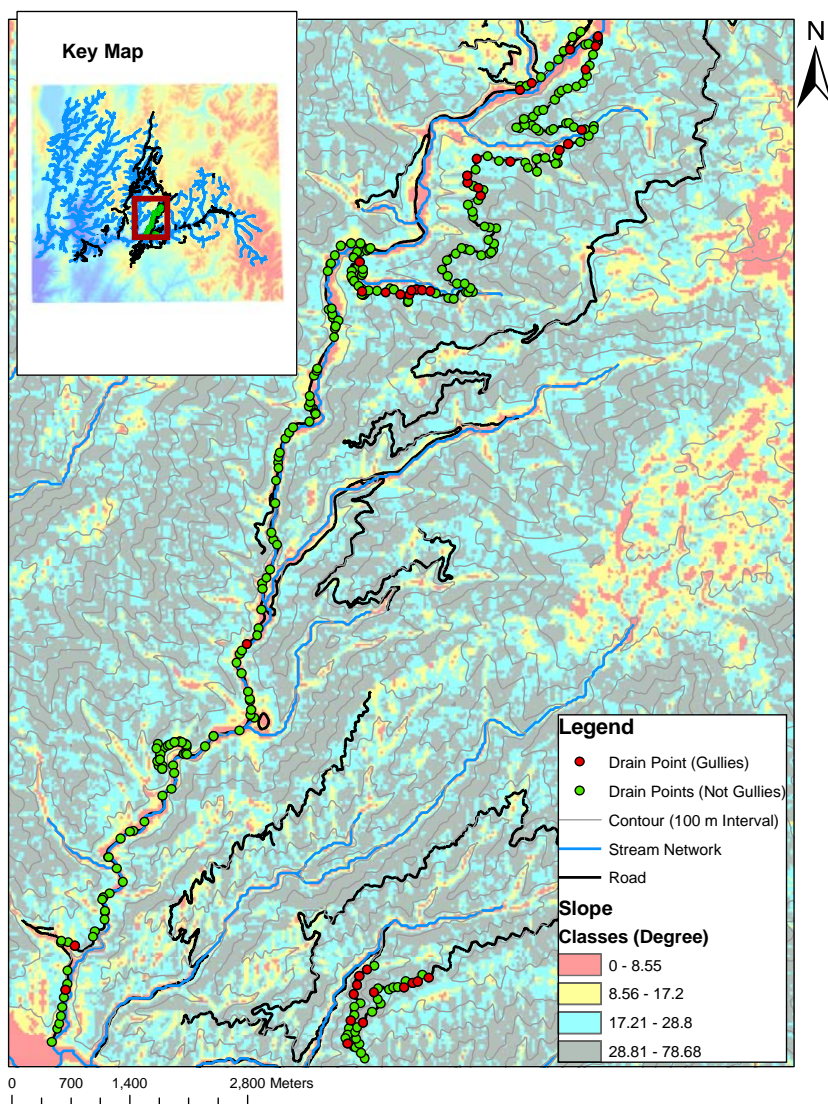 Key Map
N
Legend
Drain Point (Gullies)
Drain Points (Not Gullies)
Contour (100 m Interval)
Stream Network
Road
Slope
Classes (Degree)
0 - 8.55
8.56 - 17.2
17.21 - 28.8
28.81 - 78.68
0 700 1,400 2,800 Meters